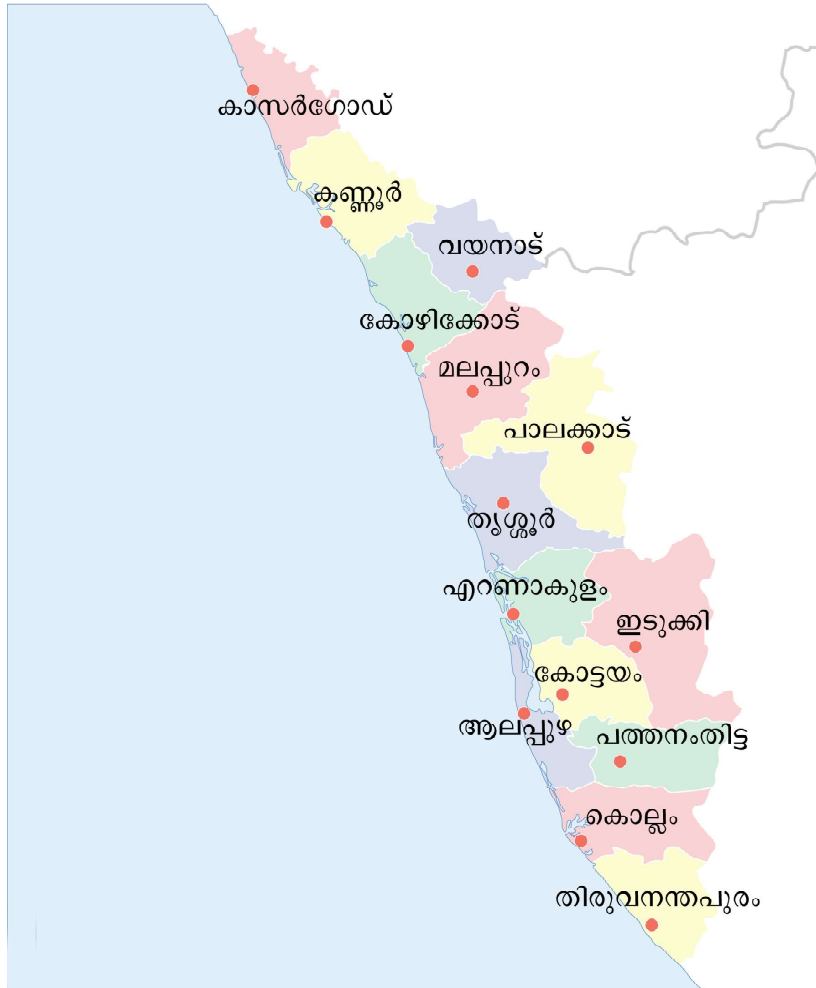 കാസർഗോഡ്
കണ്ണൂർ
വയനാട്
കോഴിക്കോട്
മലപ്പുറം
പാലക്കാട്
തൃശ്ശൂർ
എറണാകുളം
ഇടുക്കി
കോട്ടയം
ആലപ്പുഴ
പത്തനംതിട്ട
കൊല്ലം
തിരുവനന്തപുരം